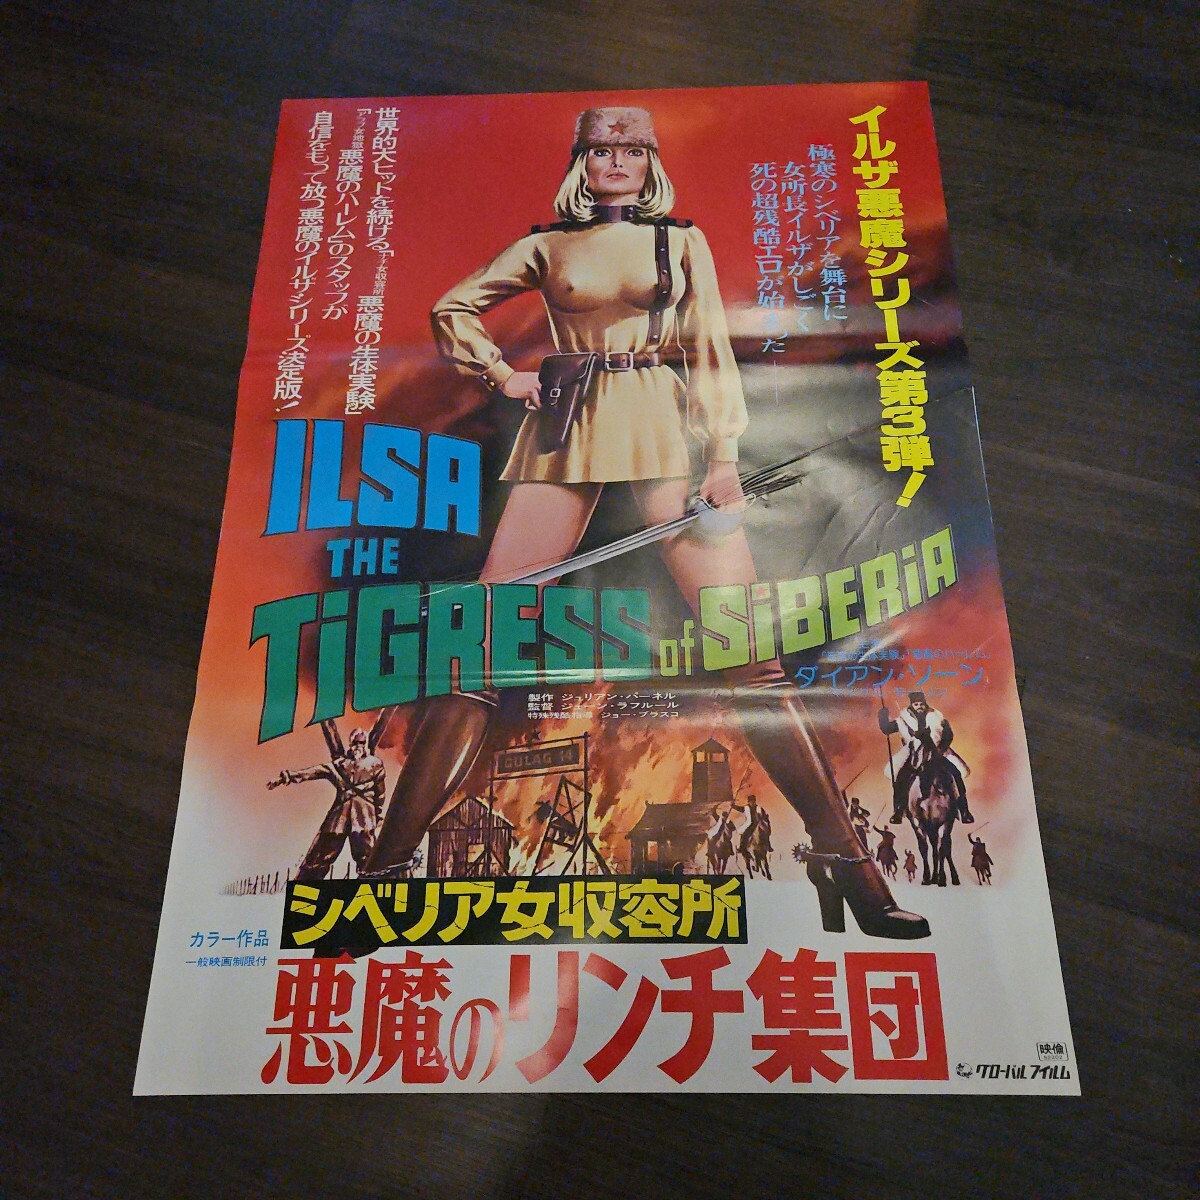 イルザ悪魔シリーズ第3弾!
極寒のシベリアを舞台に
女所長イルザがしごく
死の超残酷エロが始まった——
世界的大ヒットを続ける「ナチ女収容所 悪魔の生体実験」
「アラブ女地獄 悪魔のハーレム」のスタッフが
自信をもって放つ悪魔のイルザシリーズ決定版!
ILSA
THE
TiGRESS of SiBERiA
ダイアン・ソーン
製作 ジュリアン・パーネル
監督 ジェーン・ラフルール
特殊残酷指導 ジョー・ブラスコ
GULAG 14
シベリア女収容所
カラー作品
一般映画制限付
悪魔のリンチ集団
映倫
グローバルフイルム